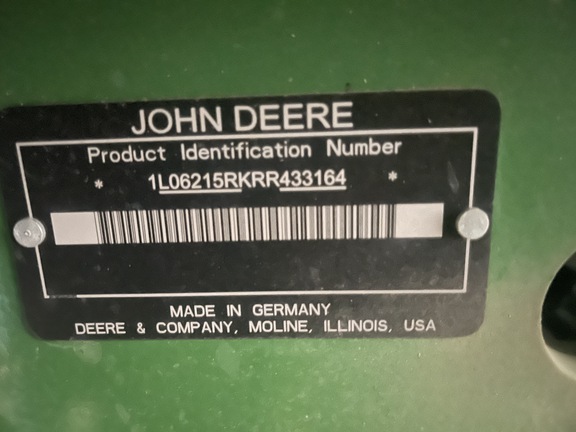 JOHN DEERE
Product Identification Number
* 1L06215RKRR433164 *
MADE IN GERMANY
DEERE & COMPANY, MOLINE, ILLINOIS, USA